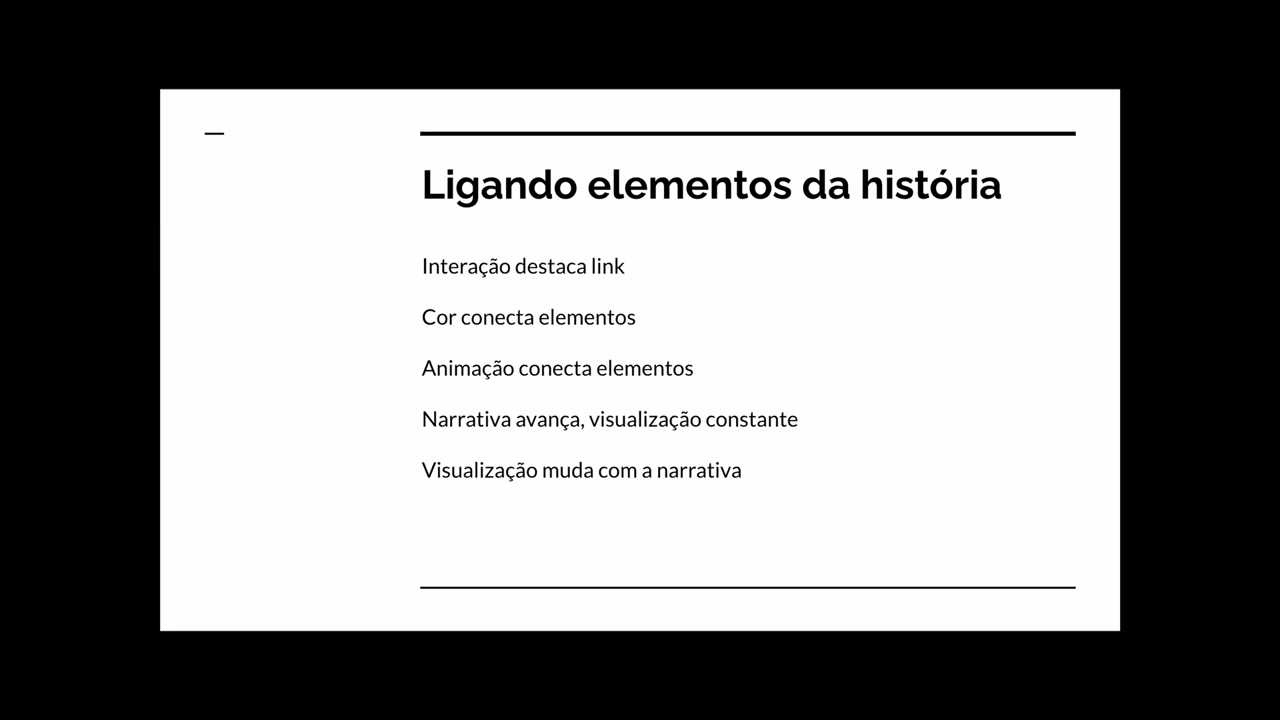 Ligando elementos da história
Interação destaca link
Cor conecta elementos
Animação conecta elementos
Narrativa avança, visualização constante
Visualização muda com a narrativa